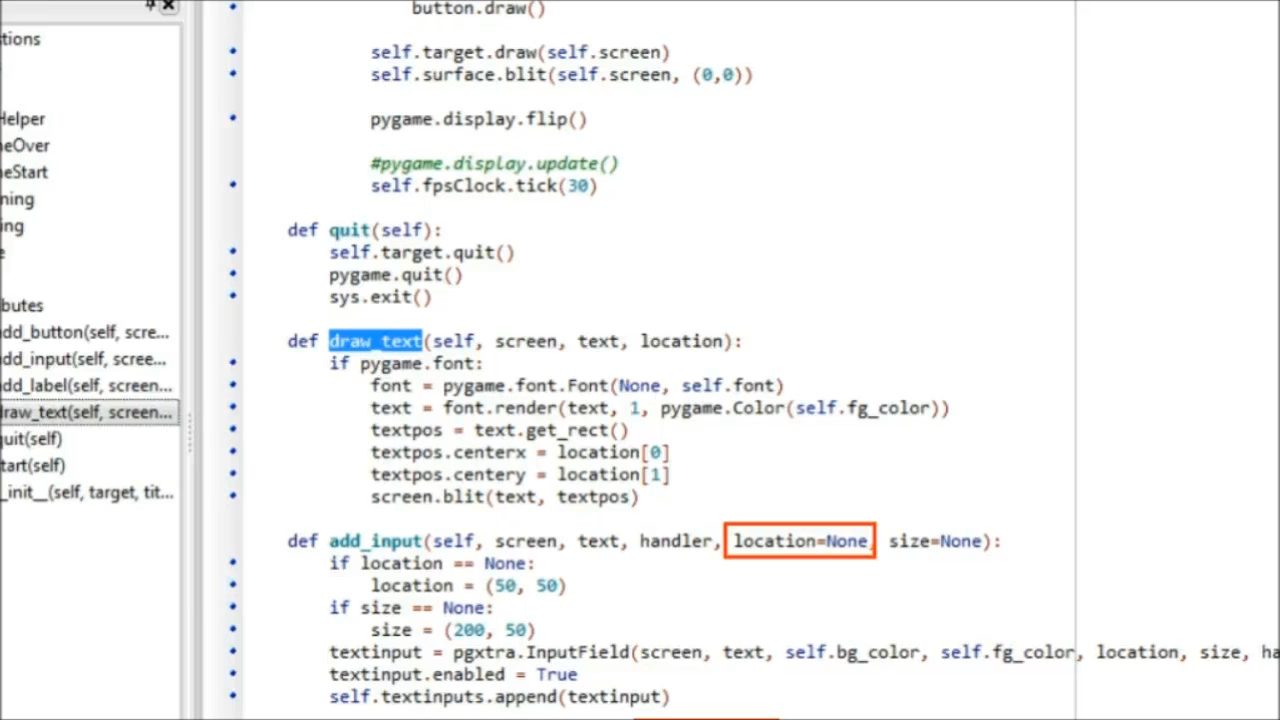 tions
Helper
neOver
neStart
ning
ing
e
butes
add_button(self, scre...
add_input(self, scree...
add_label(self, screen...
draw_text(self, screen...
quit(self)
tart(self)
_init__(self, target, tit...
button.draw()
self.target.draw(self.screen)
self.surface.blit(self.screen, (0,0))
pygame.display.flip()
#pygame.display.update()
self.fpsClock.tick(30)
def quit(self):
self.target.quit()
pygame.quit()
sys.exit()
def draw_text(self, screen, text, location):
if pygame.font:
font = pygame.font.Font(None, self.font)
text = font.render(text, 1, pygame.Color(self.fg_color))
textpos = text.get_rect()
textpos.centerx = location[0]
textpos.centery = location[1]
screen.blit(text, textpos)
def add_input(self, screen, text, handler, location=None, size=None):
if location == None:
location = (50, 50)
if size == None:
size = (200, 50)
textinput = pgxtra.InputField(screen, text, self.bg_color, self.fg_color, location, size, ha
textinput.enabled = True
self.textinputs.append(textinput)